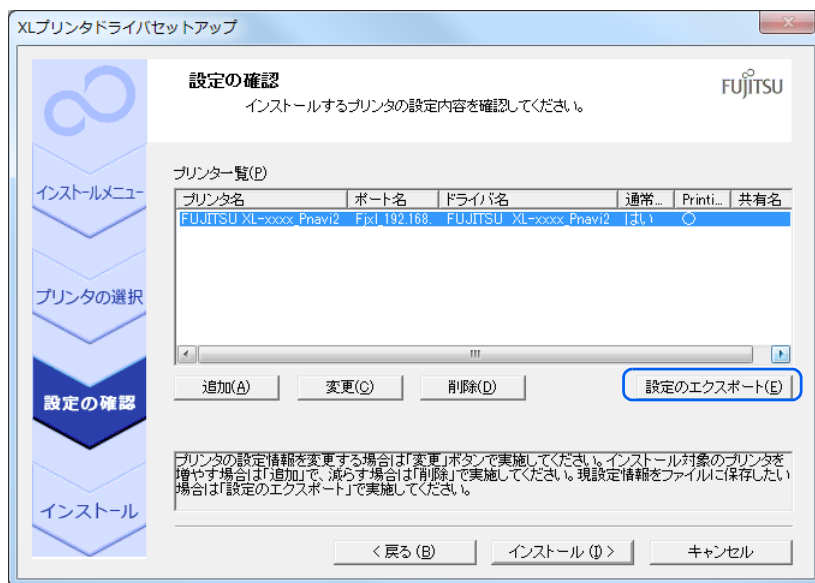 XLプリンタドライバセットアップ
設定の確認
インストールするプリンタの設定内容を確認してください。
FUJITSU
インストールメニュー
プリンタの選択
設定の確認
インストール
プリンター覧(P)
プリンタ名 ポート名 ドライバ名 通常... Printi... 共有名
FUJITSU XL-xxxx_Pnavi2 Fjxl_192.168. FUJITSU XL-xxxx_Pnavi2 はい ○
追加(A) 変更(C) 削除(D) 設定のエクスポート(E)
プリンタの設定情報を変更する場合は「変更」ボタンで実施してください。インストール対象のプリンタを
増やす場合は「追加」で、減らす場合は「削除」で実施してください。現設定情報をファイルに保存したい
場合は「設定のエクスポート」で実施してください。
< 戻る (B) インストール (I) > キャンセル